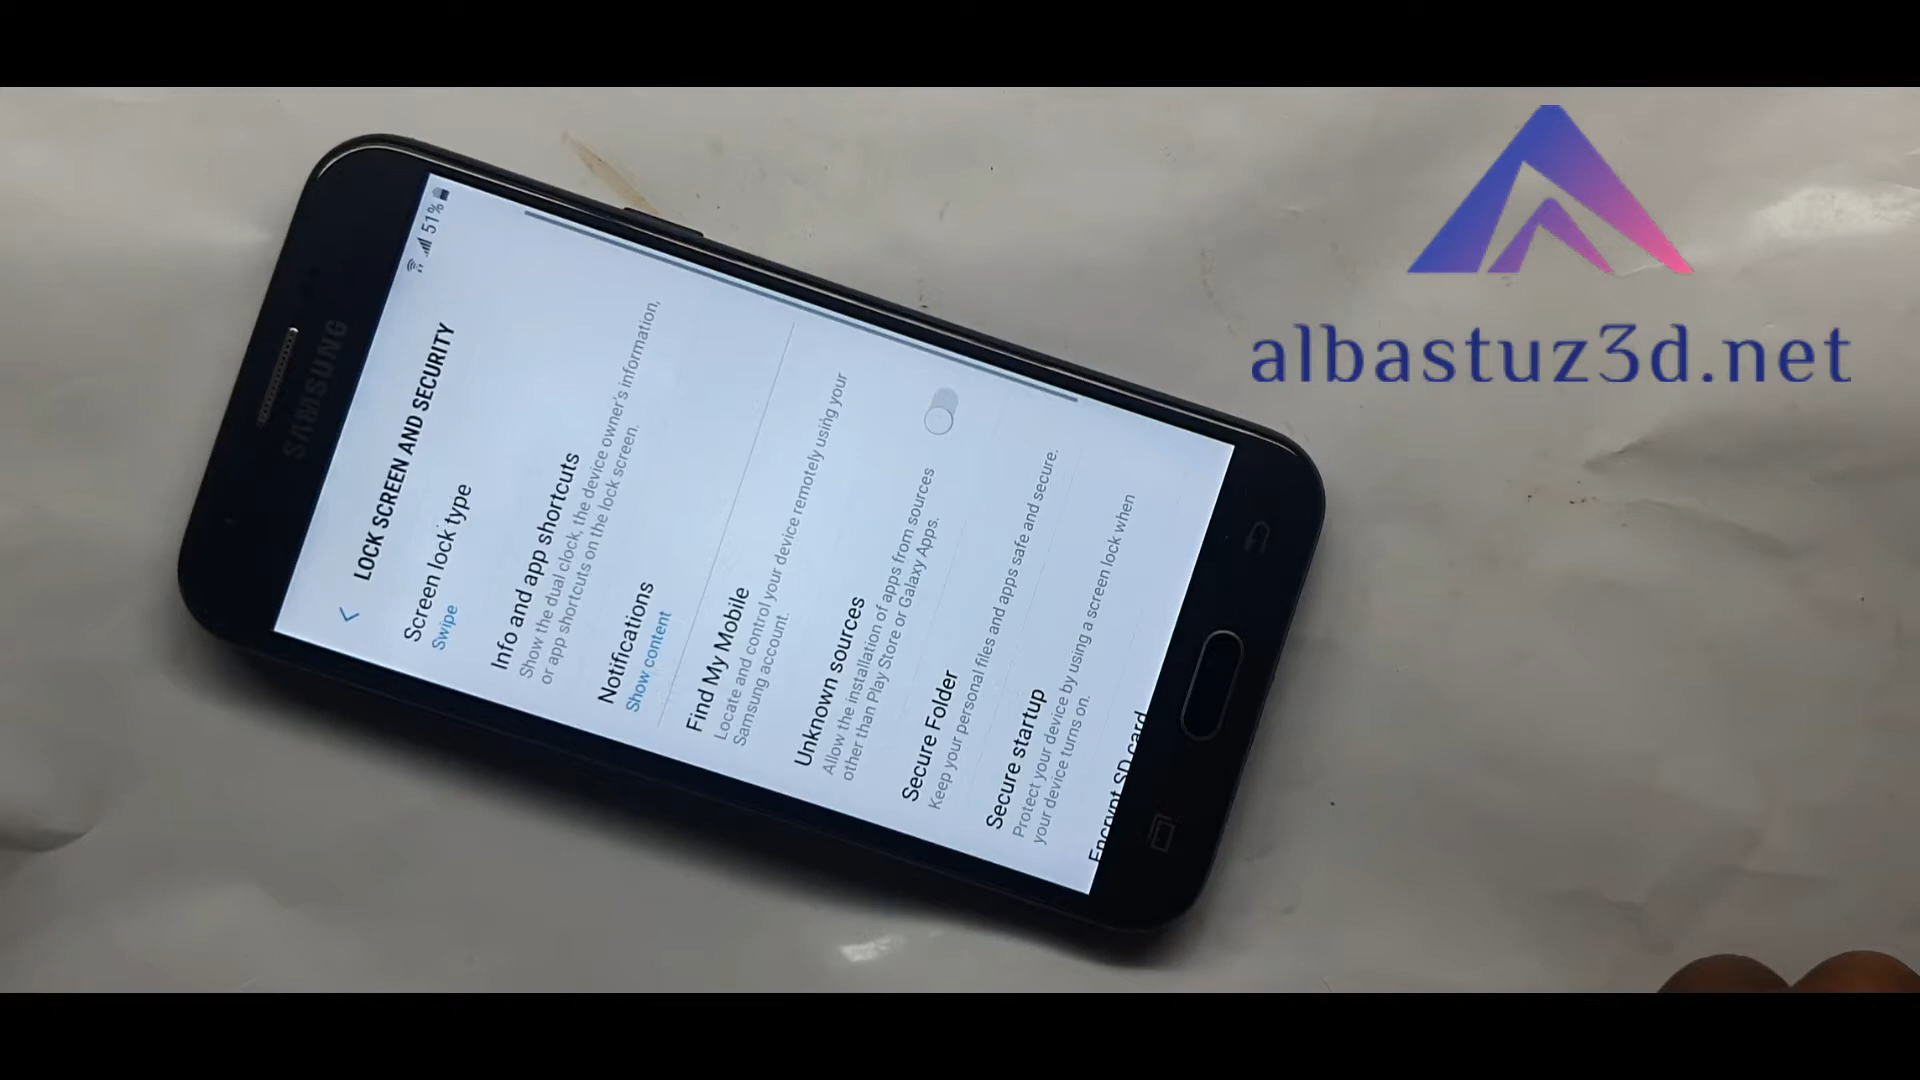 51%
LOCK SCREEN AND SECURITY
Screen lock type
Swipe
Info and app shortcuts
Show the dual clock, the device owner's information,
or app shortcuts on the lock screen.
Notifications
Show content
Find My Mobile
Locate and control your device remotely using your
Samsung account.
Unknown sources
Allow the installation of apps from sources
other than Play Store or Galaxy Apps.
Secure Folder
Keep your personal files and apps safe and secure.
Secure startup
Protect your device by using a screen lock when
your device turns on.
Encrypt SD card
SAMSUNG
albastuz3d.net